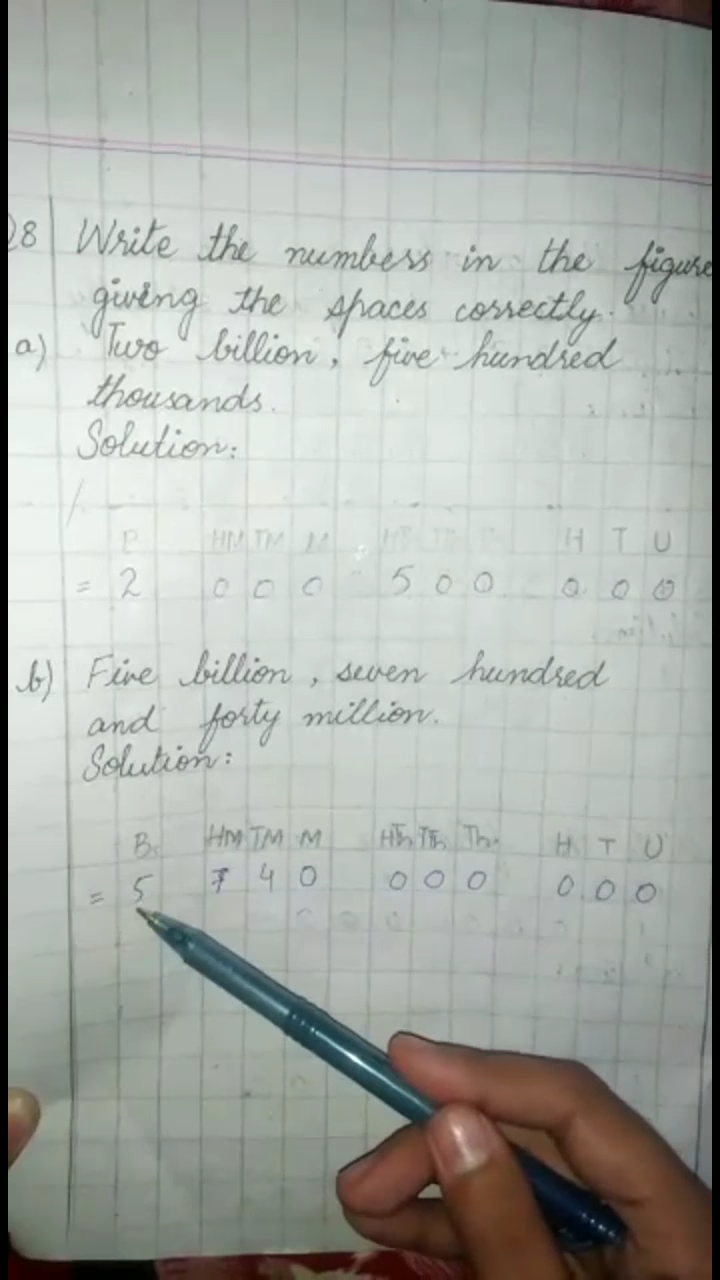 Q8 Write the numbers in the figure
giving the spaces correctly.
a) Two billion, five hundred
thousands.
Solution:
B HM TM M HTh TTh Th H T U
= 2 0 0 0 5 0 0 0 0 0
b) Five billion, seven hundred
and forty million.
Solution:
B HM TM M HTh TTh Th H T U
= 5 7 4 0 0 0 0 0 0 0